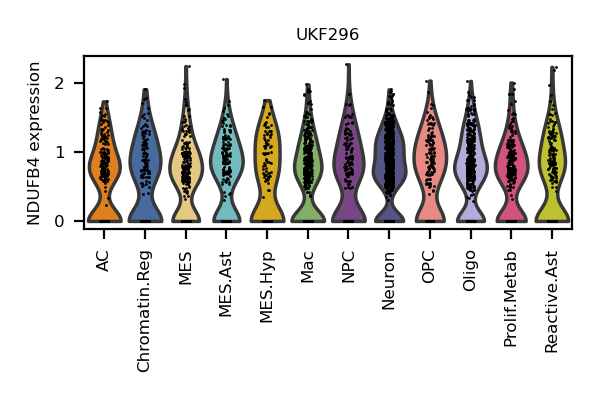 UKF296
NDUFB4 expression
2
1
0
AC
Chromatin.Reg
MES
MES.Ast
MES.Hyp
Mac
NPC
Neuron
OPC
Oligo
Prolif.Metab
Reactive.Ast